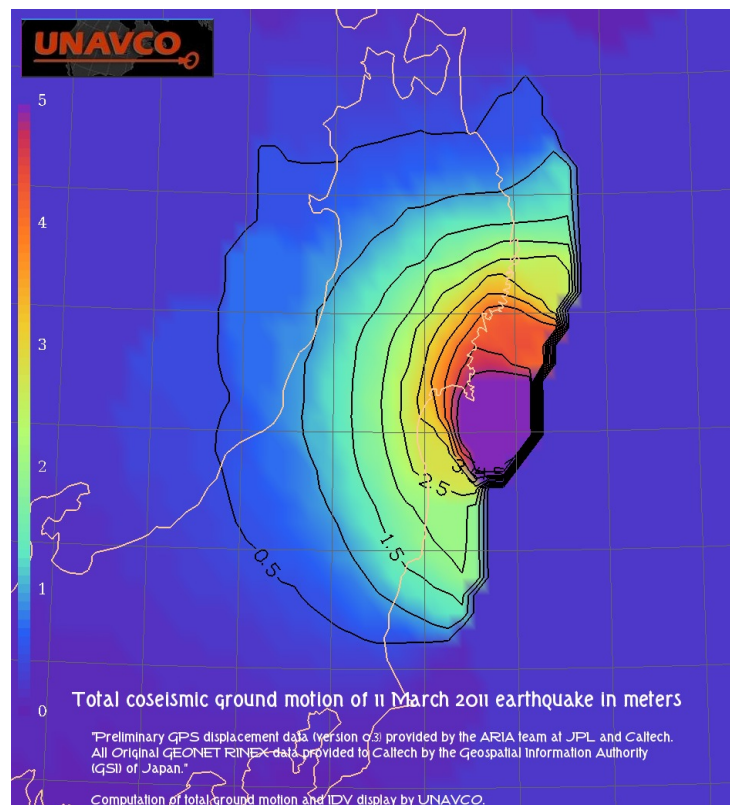 UNAVCO
5
4
3
2
1
0
3.
2.5
1.5
0.5
Total coseismic ground motion of 11 March 2011 earthquake in meters
"Preliminary GPS displacement data (version 0.3) provided by the ARIA team at JPL and Caltech.
All Original GEONET RINEX data provided to Caltech by the Geospatial Information Authority
(GSI) of Japan."
Computation of total ground motion and IDV display by UNAVCO.